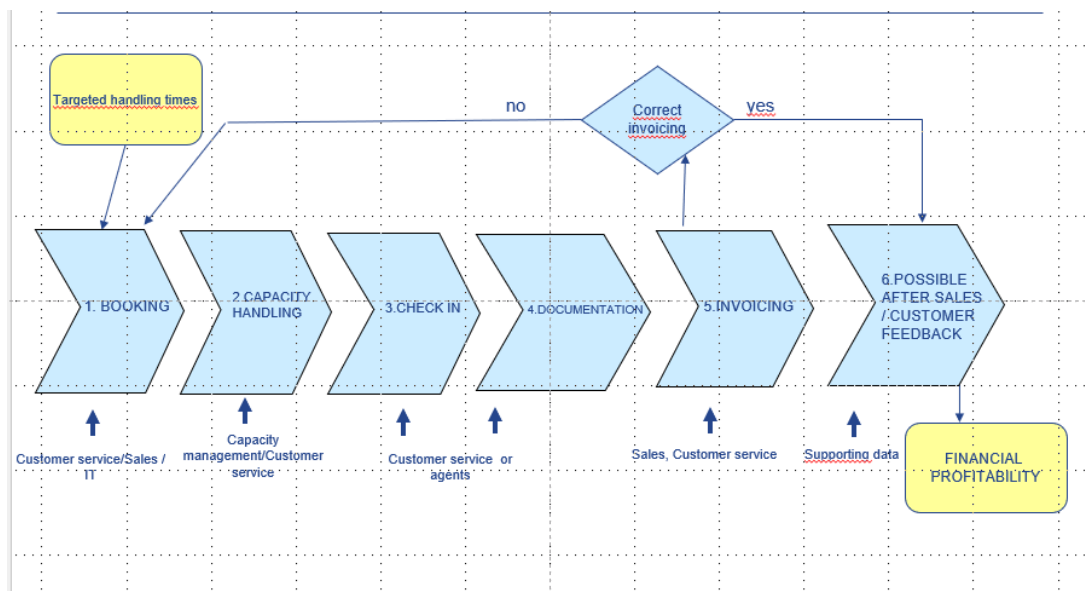 Targeted handling times
no
Correct
invoicing
yes
1. BOOKING
2.CAPACITY
HANDLING
3.CHECK IN
4.DOCUMENTATION
5.INVOICING
6.POSSIBLE
AFTER SALES
/ CUSTOMER
FEEDBACK
Customer service/Sales /
IT
Capacity
management/Customer
service
Customer service or
agents
Sales, Customer service
Supporting data
FINANCIAL
PROFITABILITY